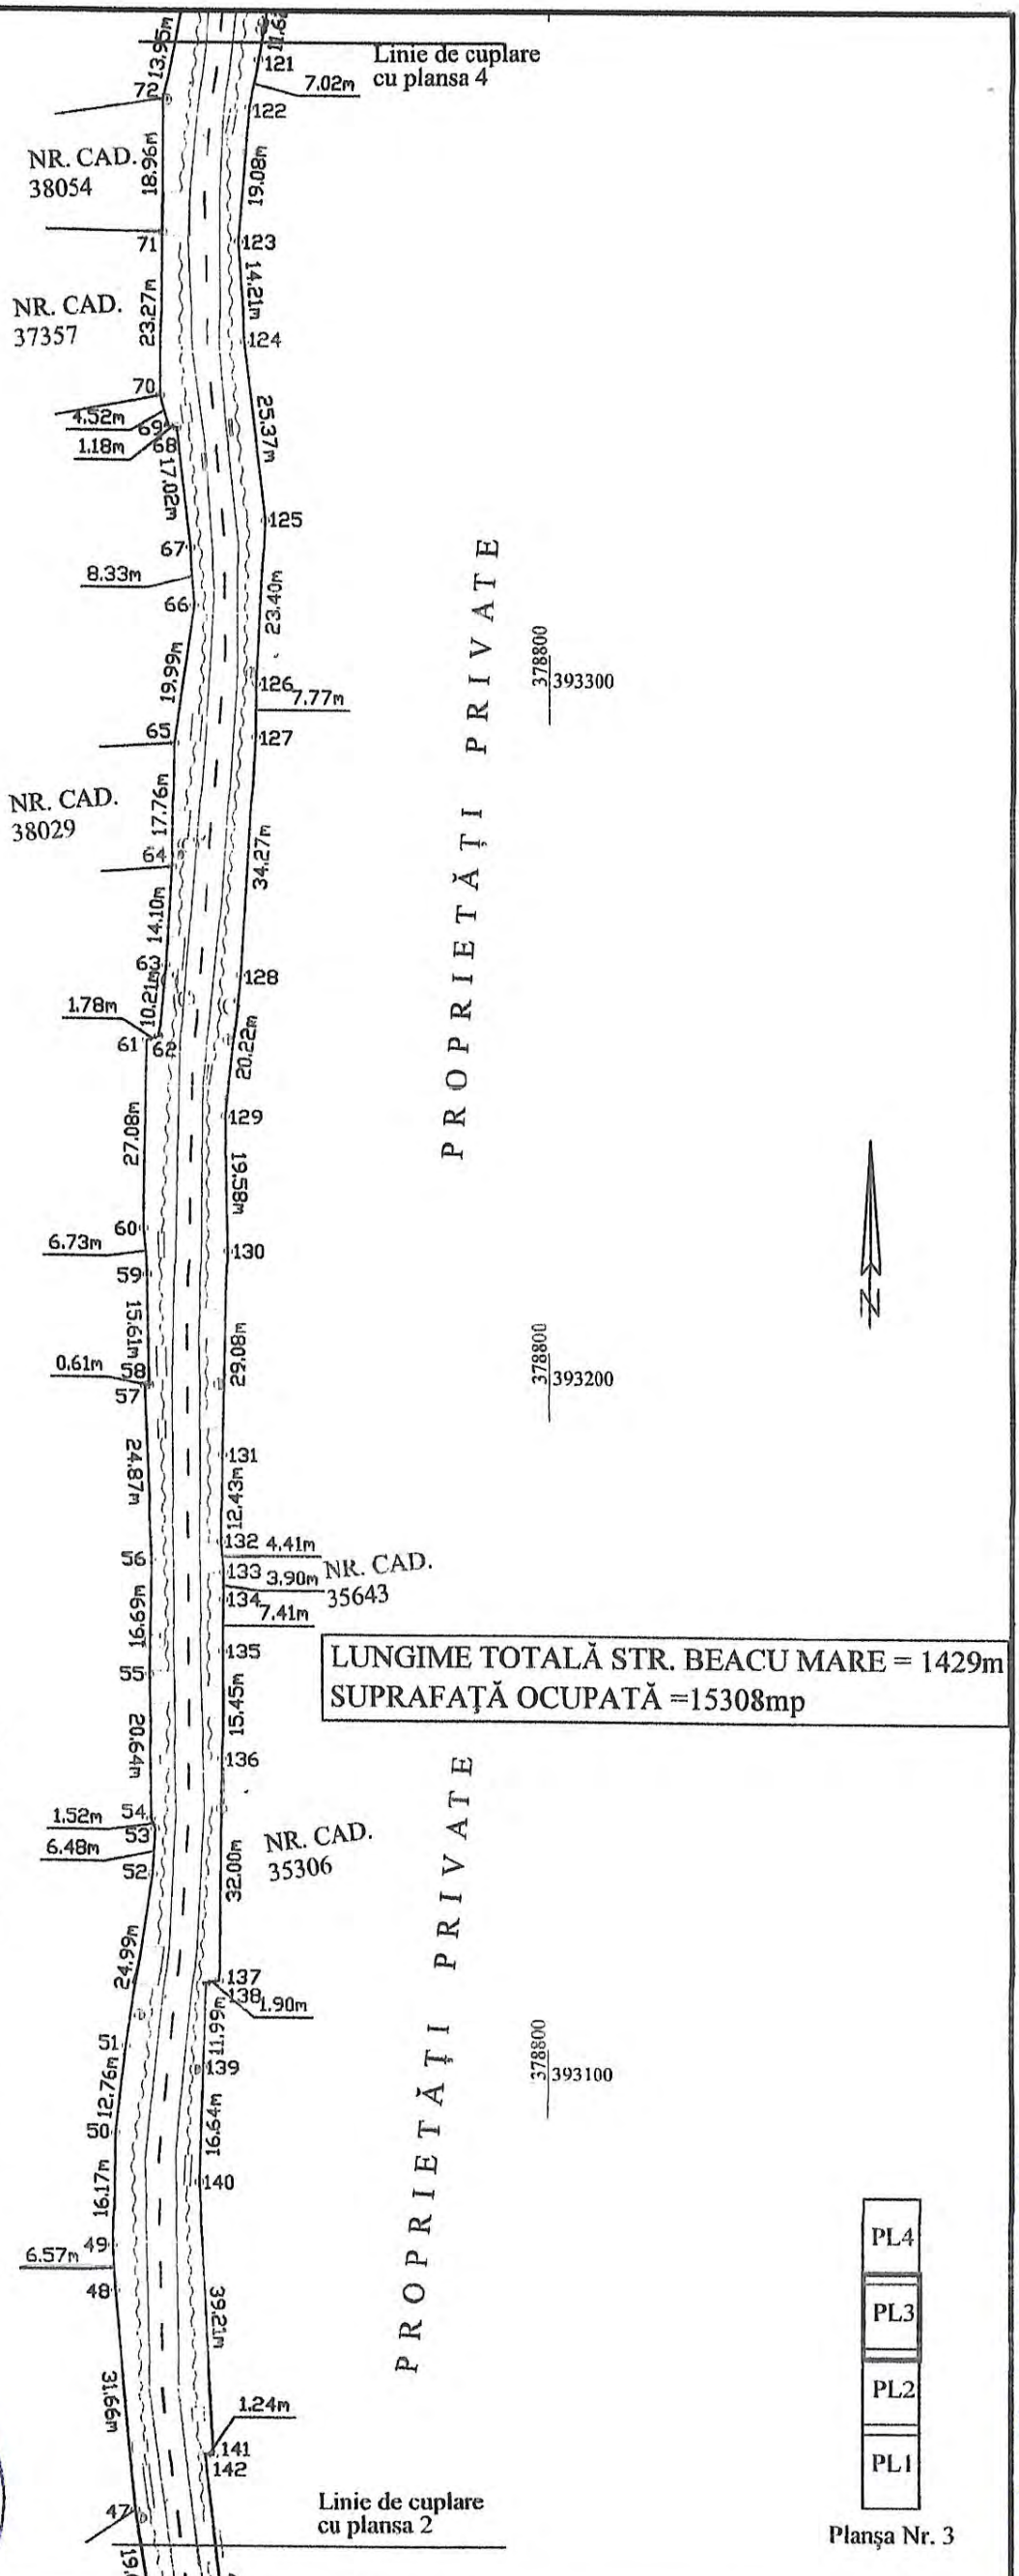 13.95m
Linie de cuplare
cu plansa 4
121
7.02m
72
122
NR. CAD.
38054
18.96m
19.08m
71
123
14.21m
NR. CAD.
37357
23.27m
124
70
4.52m
69
25.37m
1.18m
68
17.02m
125
67
8.33m
23.40m
66
19.99m
PROPRIETĂȚI PRIVATE
378800
393300
126
7.77m
65
127
NR. CAD.
38029
17.76m
34.27m
64
14.10m
63
128
10.21m
1.78m
61
62
20.22m
129
27.08m
19.58m
60
6.73m
130
59
15.61m
29.08m
0.61m
58
57
378800
393200
24.87m
131
12.43m
132
4.41m
56
133
3.90m
NR. CAD.
35643
134
7.41m
16.69m
135
55
LUNGIME TOTALĂ STR. BEACU MARE = 1429m
SUPRAFAȚĂ OCUPATĂ =15308mp
15.45m
20.64m
136
1.52m
54
53
6.48m
52
NR. CAD.
35306
32.00m
PROPRIETĂȚI PRIVATE
24.99m
137
138
1.90m
11.99m
51
139
378800
393100
12.76m
16.64m
50
140
16.17m
49
6.57m
48
39.21m
31.66m
1.24m
141
142
47
Linie de cuplare
cu plansa 2
N
PL4
PL3
PL2
PL1
Planșa Nr. 3